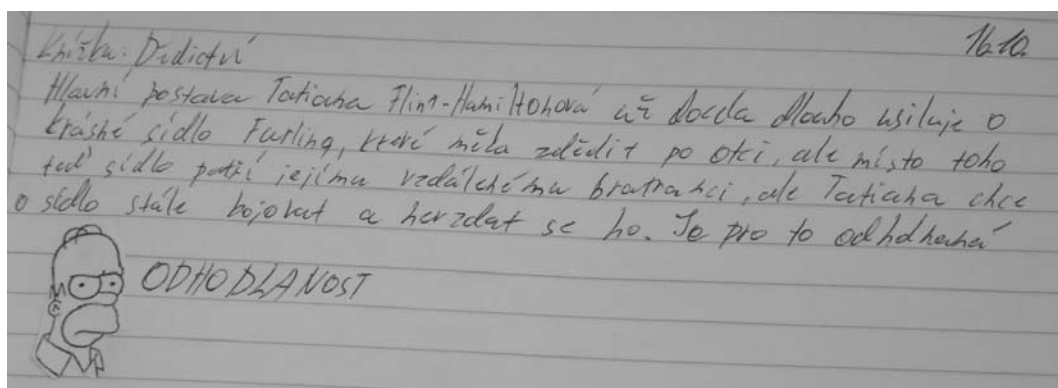 16.10.
Knížka: Dědictví
Hlavní postava Tatiana Flint-Hamiltonová už docela dlouho usiluje o
krásné sídlo Furling, které měla zdědit po otci, ale místo toho
teď sídlo patří jejímu vzdálenému bratranci, ale Tatiana chce
o sídlo stále bojovat a nevzdat se ho. Je pro to odhdhaná
ODHODLANOST